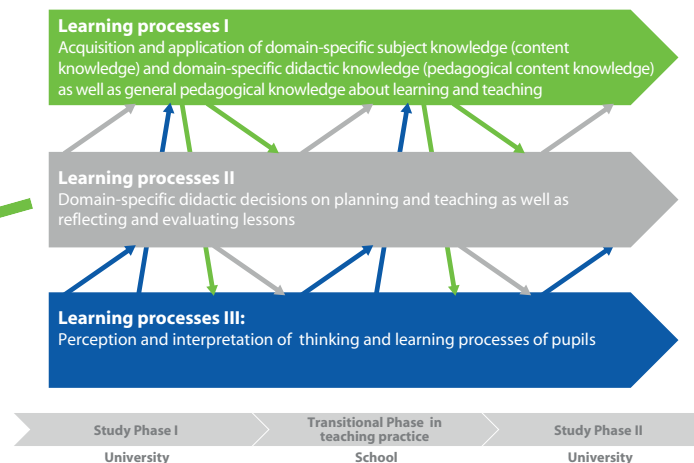 Learning processes I
Acquisition and application of domain-specific subject knowledge (content
knowledge) and domain-specific didactic knowledge (pedagogical content knowledge)
as well as general pedagogical knowledge about learning and teaching
Learning processes II
Domain-specific didactic decisions on planning and teaching as well as
reflecting and evaluating lessons
Learning processes III:
Perception and interpretation of thinking and learning processes of pupils
Study Phase I
Transitional Phase in
teaching practice
Study Phase II
University
School
University